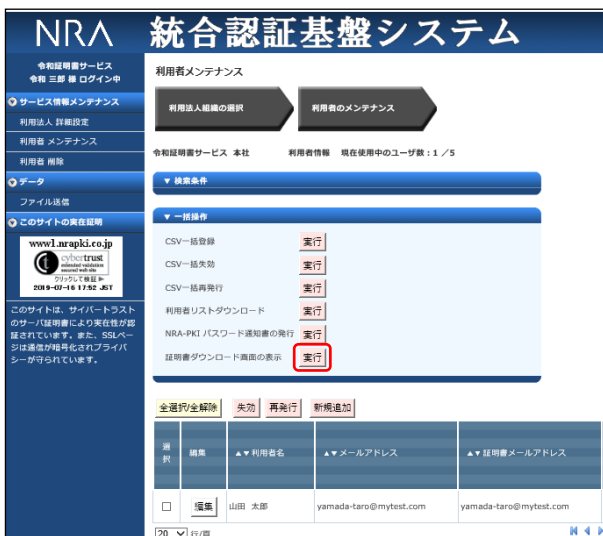 NRA 統合認証基盤システム
令和証明書サービス
令和 三郎 様 ログイン中
サービス情報メンテナンス
利用法人 詳細設定
利用者 メンテナンス
利用者 削除
データ
ファイル送信
このサイトの実在証明
www1.nrapki.co.jp
cybertrust
extended validation
secured web site
クリックして検証▶
2019-07-16 17:52 JST
このサイトは、サイバートラスト
のサーバ証明書により実在性が認
証されています。また、SSLペー
ジは通信が暗号化されプライバ
シーが守られています。
利用者メンテナンス
利用法人組織の選択
利用者のメンテナンス
令和証明書サービス 本社 利用者情報 現在使用中のユーザ数:1 /5
▼ 検索条件
▼ 一括操作
CSV一括登録 実行
CSV一括失効 実行
CSV一括再発行 実行
利用者リストダウンロード 実行
NRA-PKI パスワード通知書の発行 実行
証明書ダウンロード画面の表示 実行
全選択/全解除 失効 再発行 新規追加
選択 編集 ▲▼利用者名 ▲▼メールアドレス ▲▼証明書メールアドレス
編集 山田 太郎 yamada-taro@mytest.com yamada-taro@mytest.com
20 行/頁